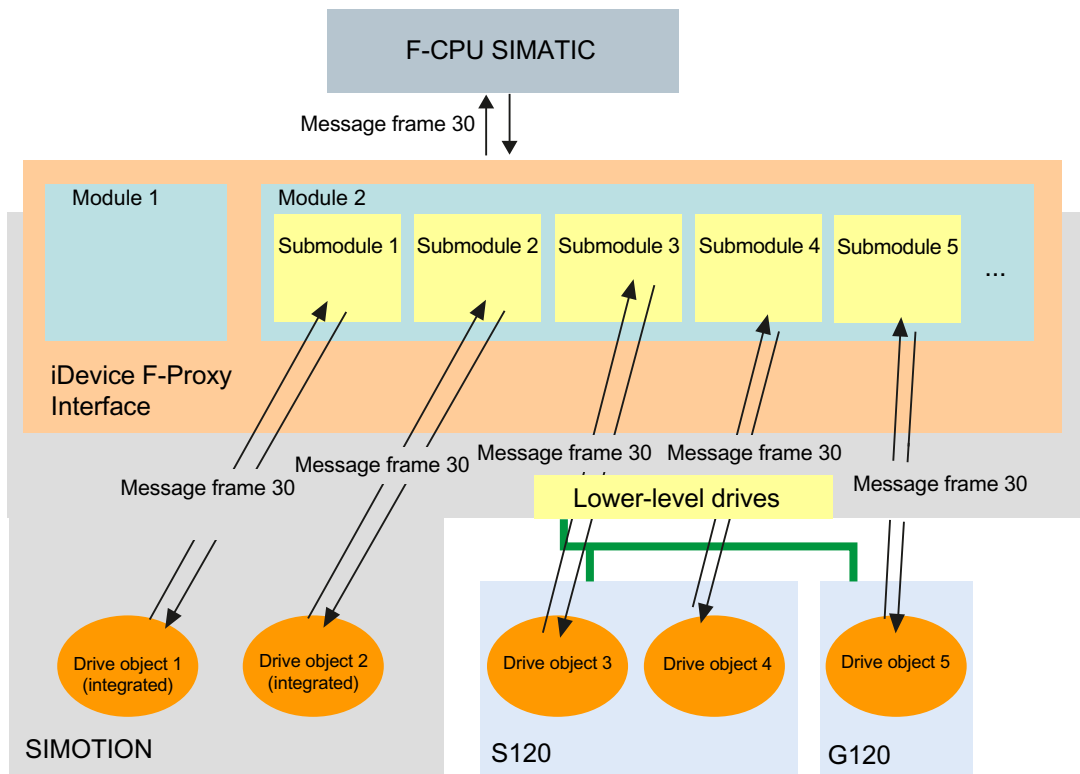 F-CPU SIMATIC
Message frame 30
Module 1
Module 2
Submodule 1
Submodule 2
Submodule 3
Submodule 4
Submodule 5
...
iDevice F-Proxy
Interface
Message frame 30
Message frame 30
Message frame 30
Message frame 30
Message frame 30
Lower-level drives
Drive object 1
(integrated)
Drive object 2
(integrated)
Drive object 3
Drive object 4
Drive object 5
SIMOTION
S120
G120